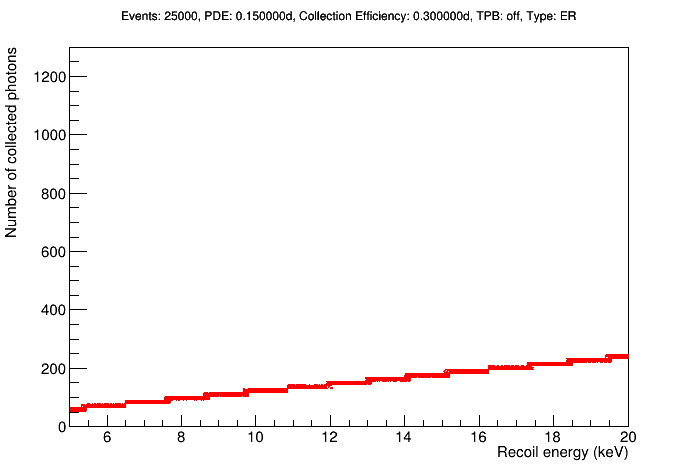 Events: 25000, PDE: 0.150000d, Collection Efficiency: 0.300000d, TPB: off, Type: ER
Number of collected photons
1200
1000
800
600
400
200
0
6 8 10 12 14 16 18 20
Recoil energy (keV)